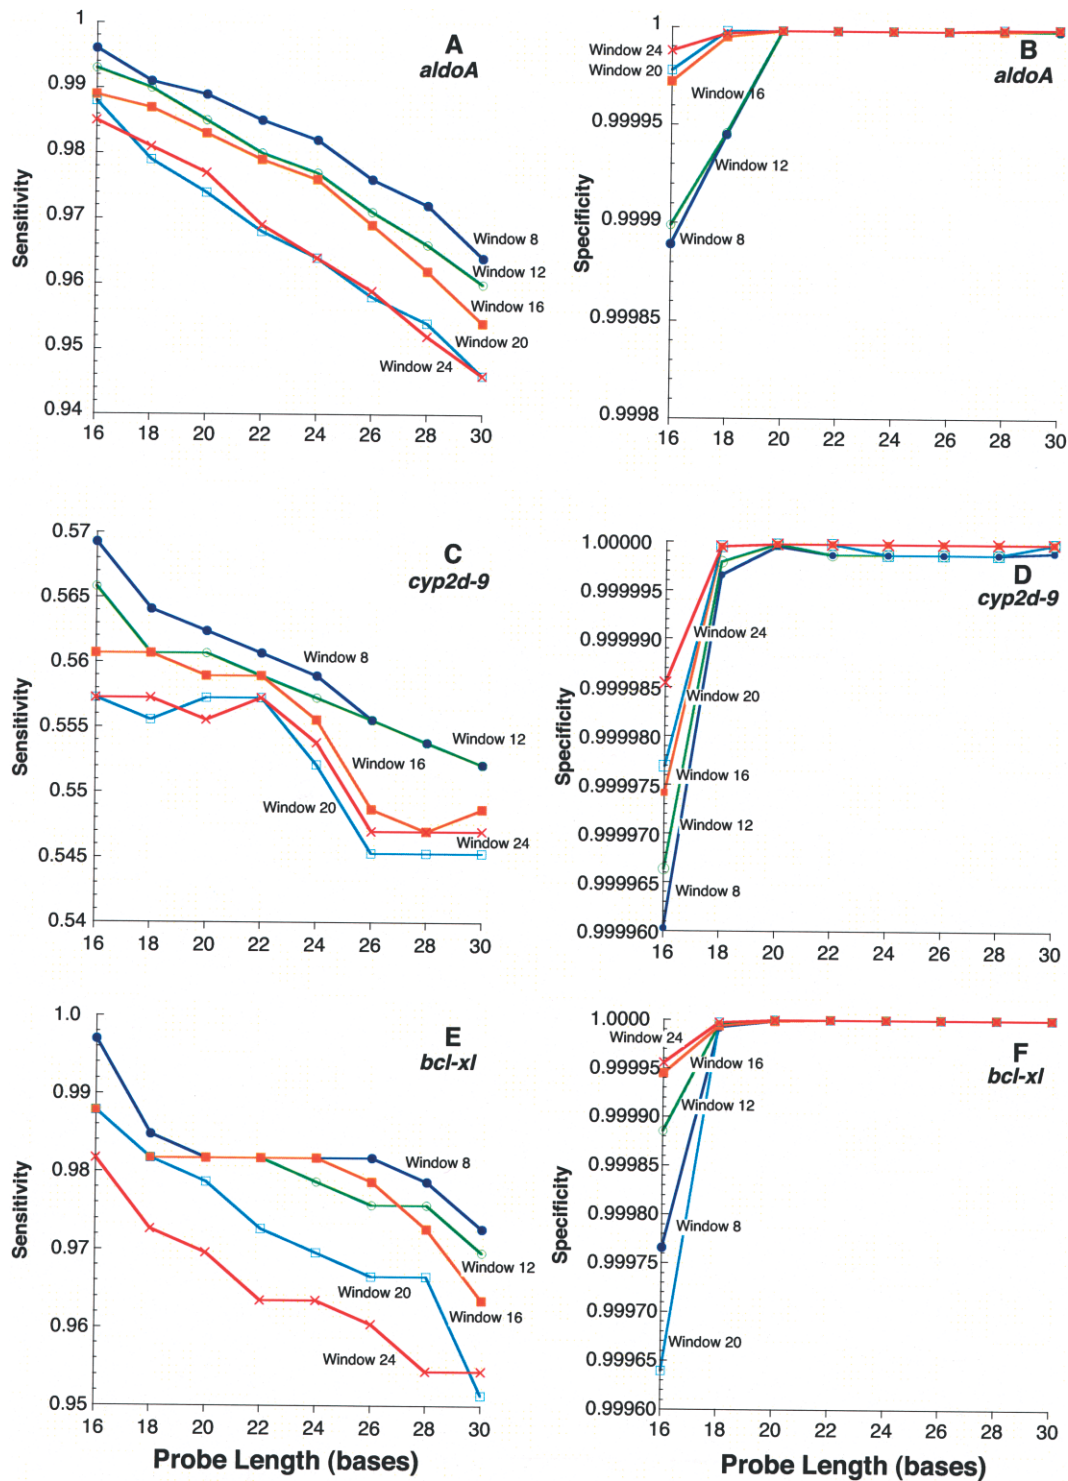 A
aldoA
Sensitivity
1
0.99
0.98
0.97
0.96
0.95
0.94
16 18 20 22 24 26 28 30
Window 8
Window 12
Window 16
Window 20
Window 24
B
aldoA
Specificity
1
0.99995
0.9999
0.99985
0.9998
16 18 20 22 24 26 28 30
Window 24
Window 20
Window 16
Window 12
Window 8
C
cyp2d-9
Sensitivity
0.57
0.565
0.56
0.555
0.55
0.545
0.54
16 18 20 22 24 26 28 30
Window 8
Window 12
Window 16
Window 20
Window 24
D
cyp2d-9
Specificity
1.00000
0.999995
0.999990
0.999985
0.999980
0.999975
0.999970
0.999965
0.999960
16 18 20 22 24 26 28 30
Window 24
Window 20
Window 16
Window 12
Window 8
E
bcl-xl
Sensitivity
1.0
0.99
0.98
0.97
0.96
0.95
16 18 20 22 24 26 28 30
Window 8
Window 12
Window 20
Window 16
Window 24
Probe Length (bases)
F
bcl-xl
Specificity
1.0000
0.99995
0.99990
0.99985
0.99980
0.99975
0.99970
0.99965
0.99960
16 18 20 22 24 26 28 30
Window 24
Window 16
Window 12
Window 8
Window 20
Probe Length (bases)